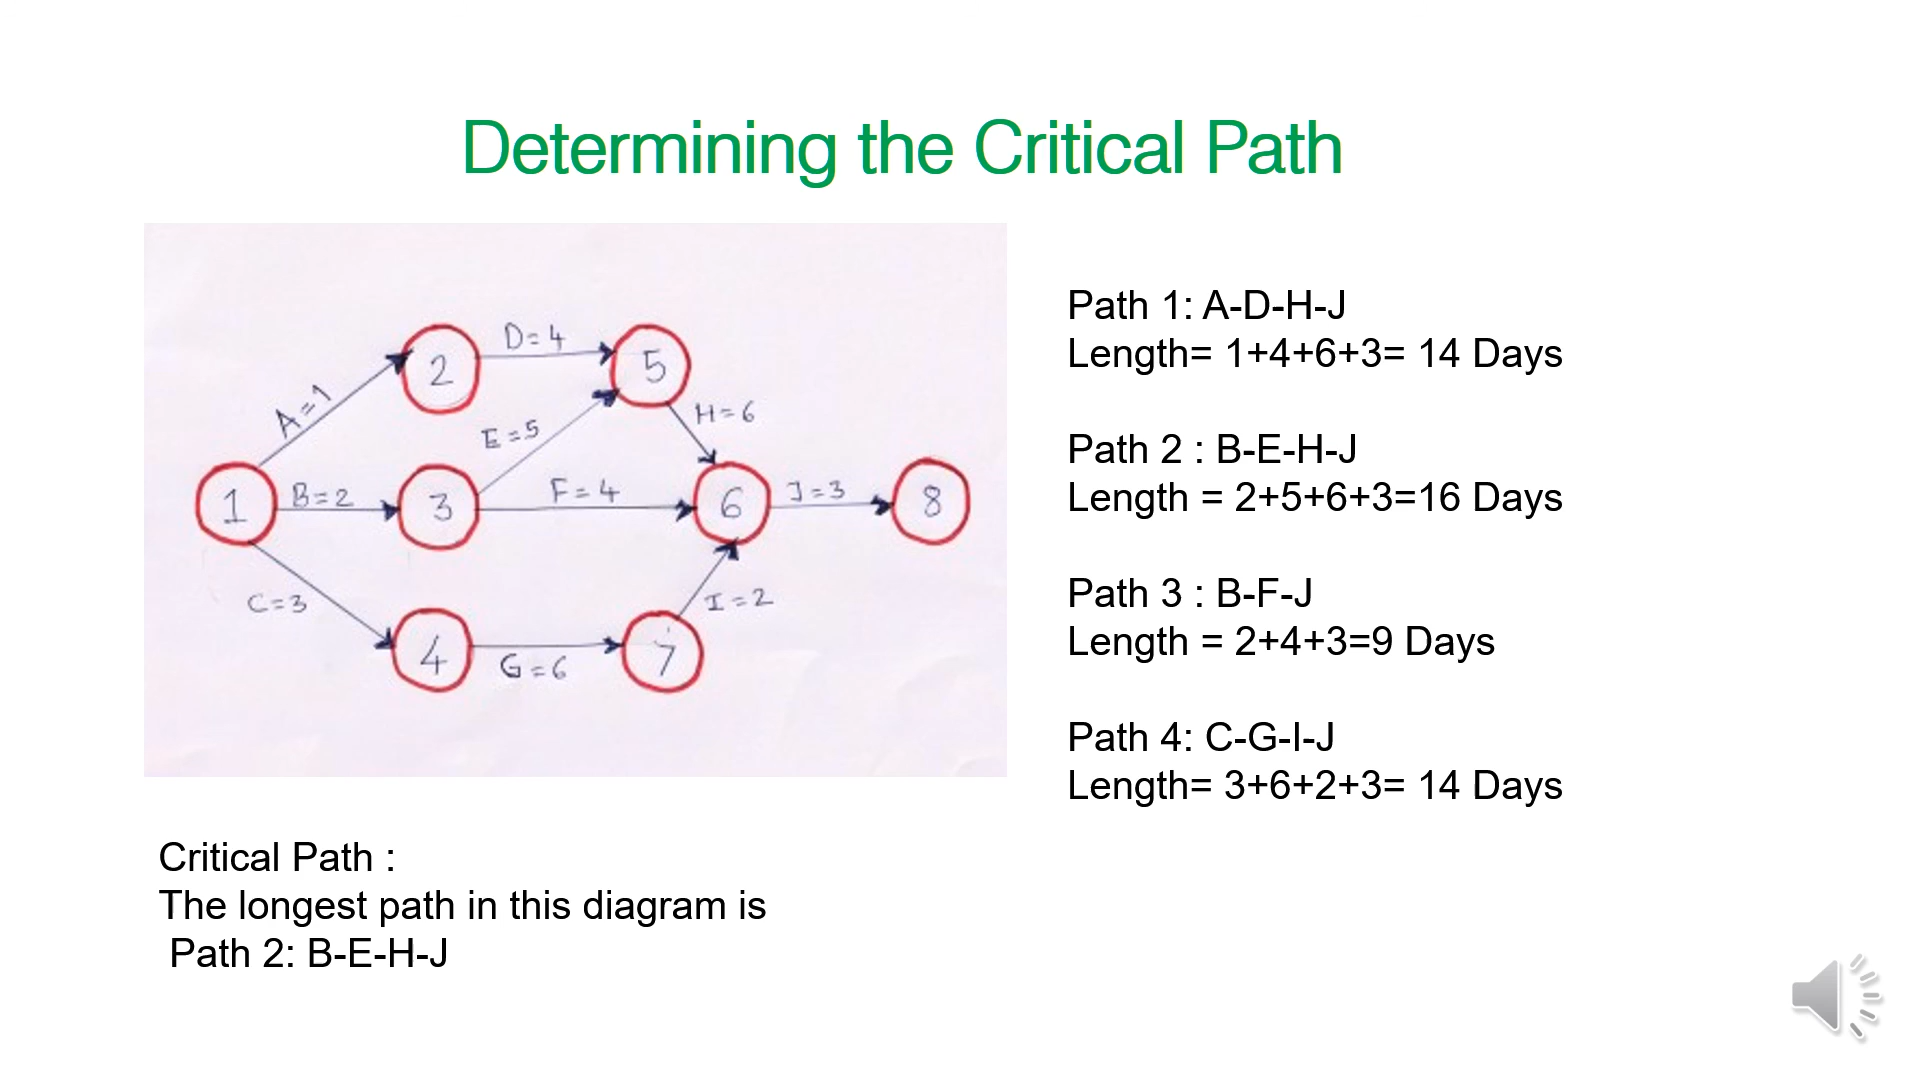 Determining the Critical Path
D=4
2
5
A=1
H=6
E=5
1
B=2
3
F=4
6
J=3
8
C=3
I=2
4
G=6
7
Path 1: A-D-H-J
Length= 1+4+6+3= 14 Days
Path 2 : B-E-H-J
Length = 2+5+6+3=16 Days
Path 3 : B-F-J
Length = 2+4+3=9 Days
Path 4: C-G-I-J
Length= 3+6+2+3= 14 Days
Critical Path :
The longest path in this diagram is
Path 2: B-E-H-J